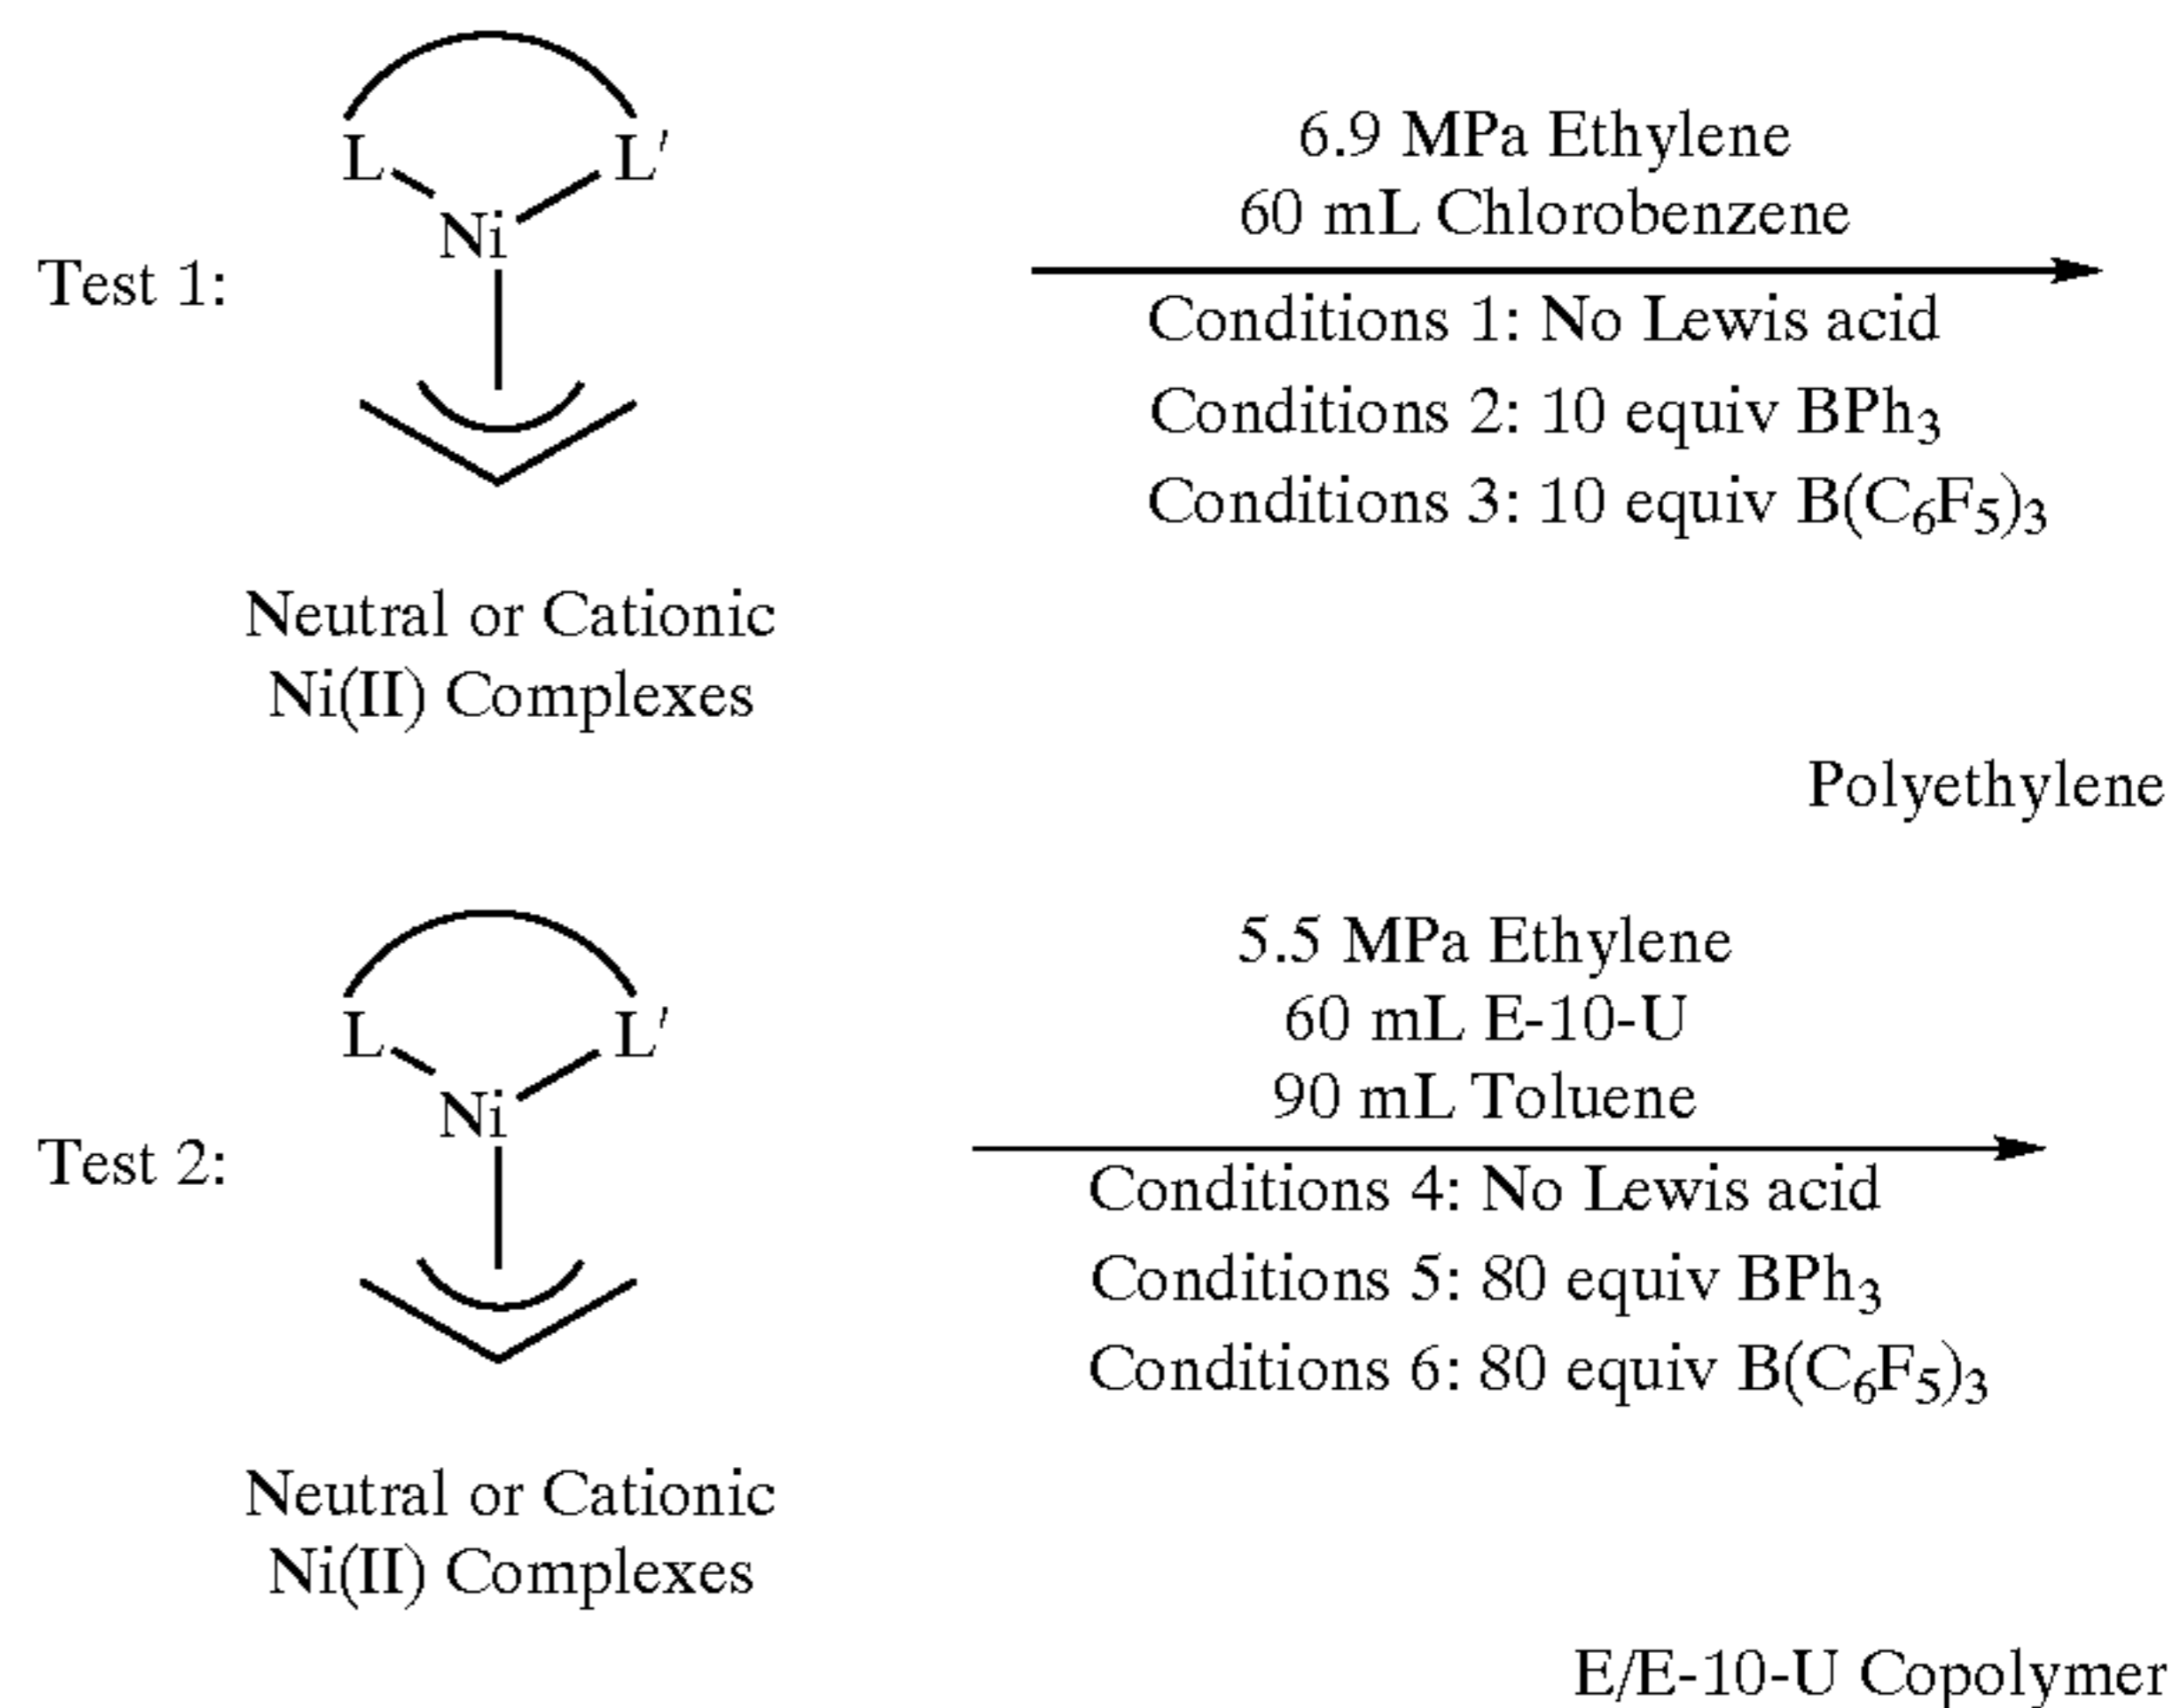 L L'
Ni
Test 1:
6.9 MPa Ethylene
60 mL Chlorobenzene
Conditions 1: No Lewis acid
Conditions 2: 10 equiv BPh3
Conditions 3: 10 equiv B(C6F5)3
Neutral or Cationic
Ni(II) Complexes
Polyethylene
L L'
Ni
Test 2:
5.5 MPa Ethylene
60 mL E-10-U
90 mL Toluene
Conditions 4: No Lewis acid
Conditions 5: 80 equiv BPh3
Conditions 6: 80 equiv B(C6F5)3
Neutral or Cationic
Ni(II) Complexes
E/E-10-U Copolymer